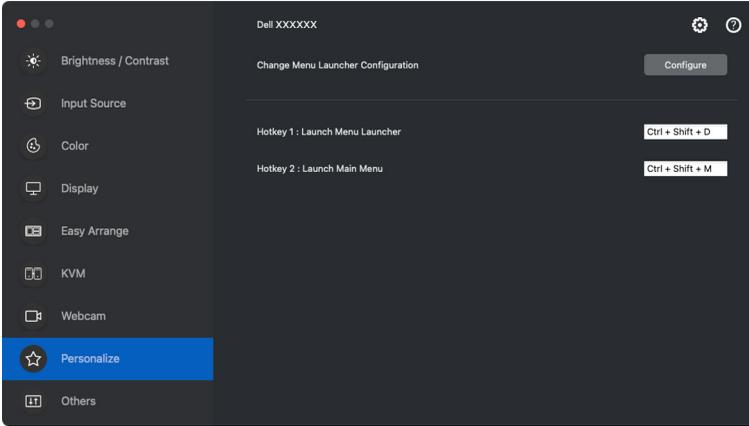 Dell XXXXXX
Brightness / Contrast
Change Menu Launcher Configuration
Configure
Input Source
Hotkey 1 : Launch Menu Launcher
Ctrl + Shift + D
Color
Hotkey 2 : Launch Main Menu
Ctrl + Shift + M
Display
Easy Arrange
KVM
Webcam
Personalize
Others